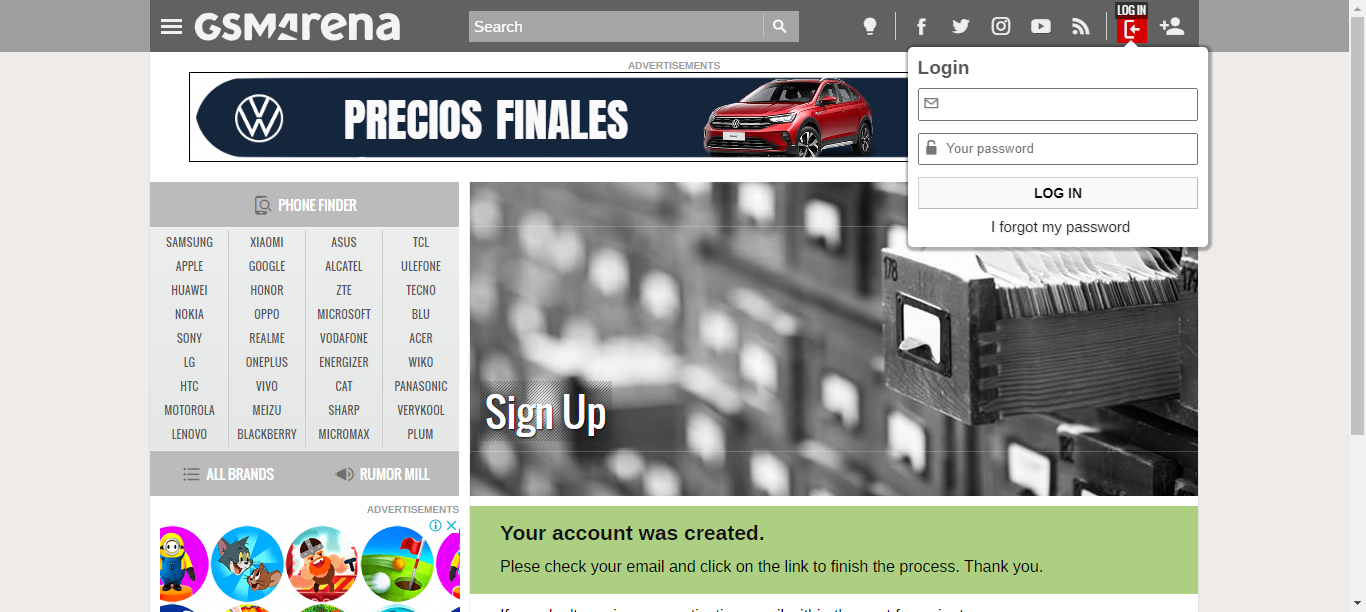 GSMArena
Search
LOG IN
Login
Your password
LOG IN
I forgot my password
ADVERTISEMENTS
PRECIOS FINALES
PHONE FINDER
SAMSUNG XIAOMI ASUS TCL
APPLE GOOGLE ALCATEL ULEFONE
HUAWEI HONOR ZTE TECNO
NOKIA OPPO MICROSOFT BLU
SONY REALME VODAFONE ACER
LG ONEPLUS ENERGIZER WIKO
HTC VIVO CAT PANASONIC
MOTOROLA MEIZU SHARP VERYKOOL
LENOVO BLACKBERRY MICROMAX PLUM
ALL BRANDS RUMOR MILL
178
Sign Up
ADVERTISEMENTS
Your account was created.
Plese check your email and click on the link to finish the process. Thank you.